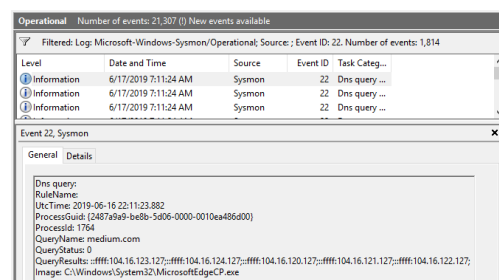 Operational Number of events: 21,307 (!) New events available
Filtered: Log: Microsoft-Windows-Sysmon/Operational; Source: ; Event ID: 22. Number of events: 1,814
Level Date and Time Source Event ID Task Categ...
Information 6/17/2019 7:11:24 AM Sysmon 22 Dns query ...
Information 6/17/2019 7:11:24 AM Sysmon 22 Dns query ...
Information 6/17/2019 7:11:24 AM Sysmon 22 Dns query ...
Event 22, Sysmon
General Details
Dns query:
RuleName:
UtcTime: 2019-06-16 22:11:23.882
ProcessGuid: {2487a9a9-be8b-5d06-0000-0010ea486d00}
ProcessId: 1764
QueryName: medium.com
QueryStatus: 0
QueryResults: ::ffff:104.16.123.127;::ffff:104.16.124.127;::ffff:104.16.120.127;::ffff:104.16.121.127;::ffff:104.16.122.127;
Image: C:\Windows\System32\MicrosoftEdgeCP.exe